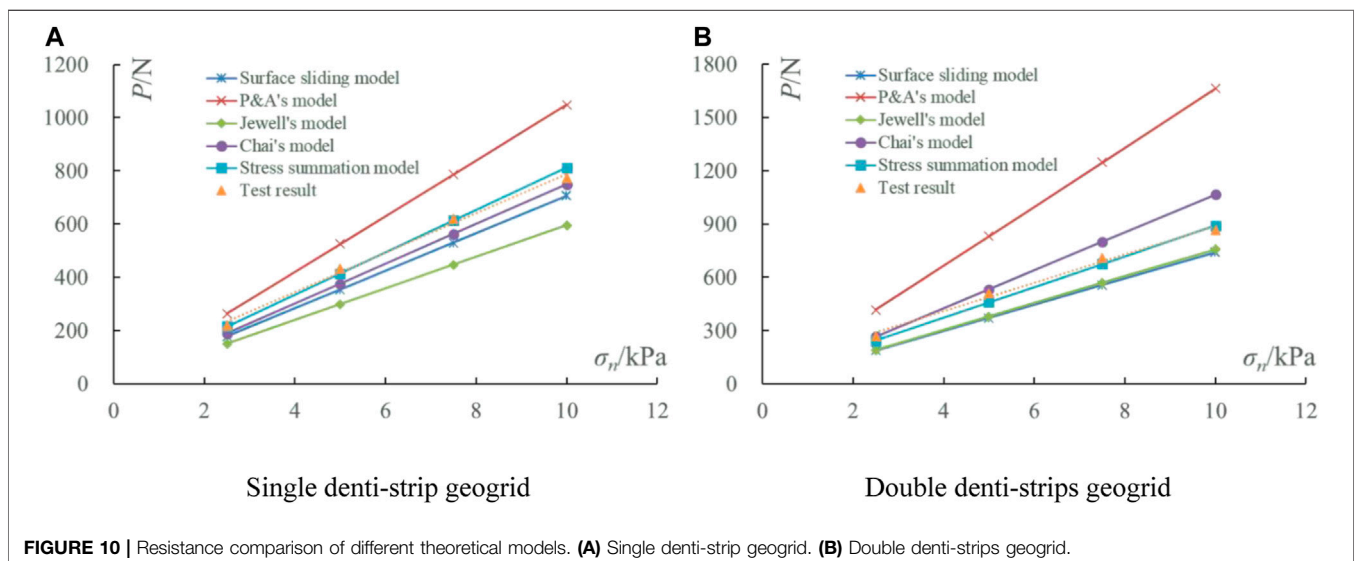 A
P/N
1200
1000
800
600
400
200
0
0 2 4 6 8 10 12
σn/kPa
Surface sliding model
P&A's model
Jewell's model
Chai's model
Stress summation model
Test result
Single denti-strip geogrid
B
P/N
1800
1500
1200
900
600
300
0
0 2 4 6 8 10 12
σn/kPa
Surface sliding model
P&A's model
Jewell's model
Chai's model
Stress summation model
Test result
Double denti-strips geogrid
FIGURE 10 | Resistance comparison of different theoretical models. (A) Single denti-strip geogrid. (B) Double denti-strips geogrid.